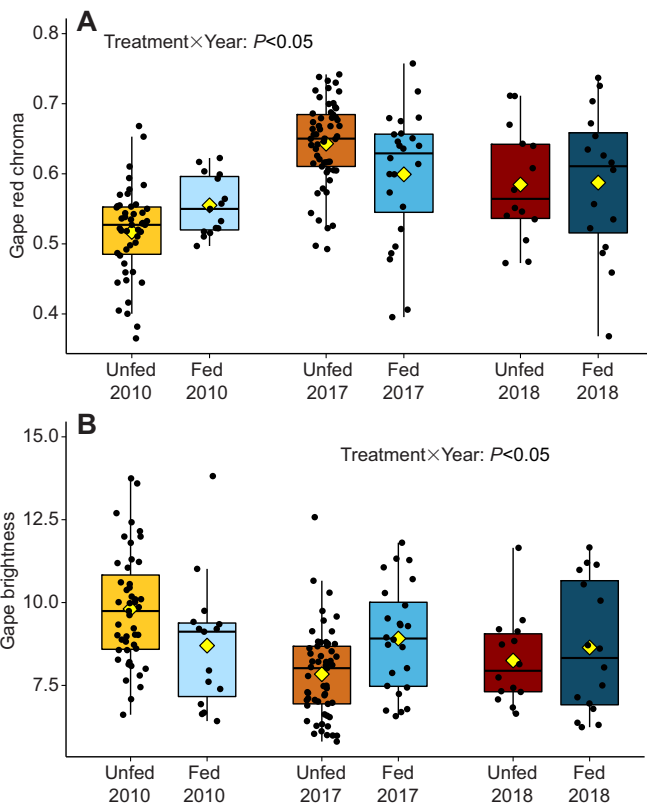 A
Treatment×Year: P<0.05
Gape red chroma
0.8
0.7
0.6
0.5
0.4
Unfed Fed Unfed Fed Unfed Fed
2010 2010 2017 2017 2018 2018
B
Treatment×Year: P<0.05
Gape brightness
15.0
12.5
10.0
7.5
Unfed Fed Unfed Fed Unfed Fed
2010 2010 2017 2017 2018 2018